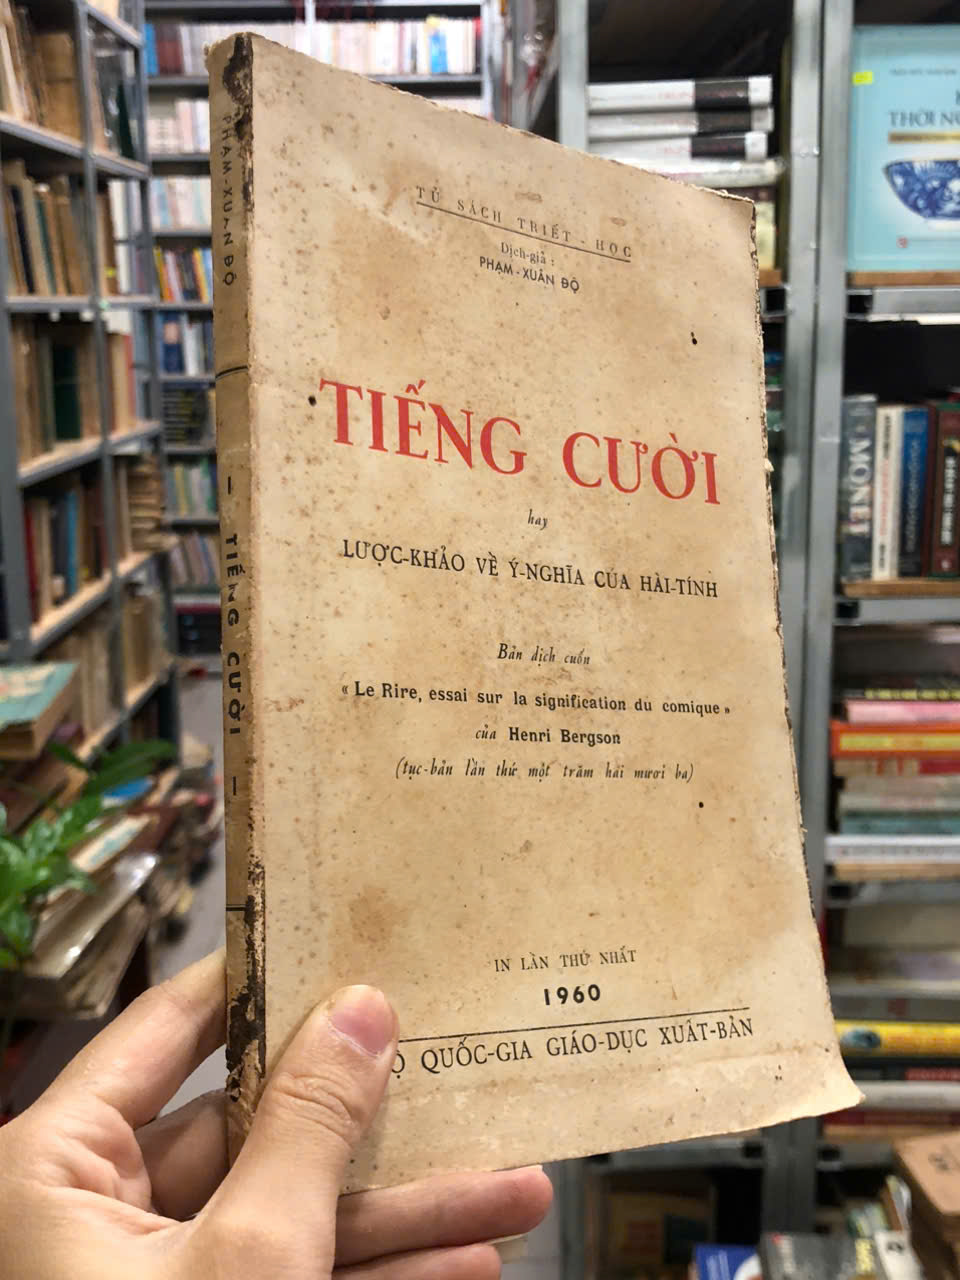 TỦ SÁCH TRIẾT-HỌC
Dịch-giả :
PHẠM-XUÂN ĐỘ
TIẾNG CƯỜI
hay
LƯỢC-KHẢO VỀ Ý-NGHĨA CỦA HÀI-TÍNH
Bản dịch cuốn
« Le Rire, essai sur la signification du comique »
của Henri Bergson
(tục-bản lần thứ một trăm hai mươi ba)
IN LẦN THỨ NHẤT
1960
QUỐC-GIA GIÁO-DỤC XUẤT-BẢN
PHẠM-XUÂN ĐỘ
— TIẾNG CƯỜI —
THỜI
MONET